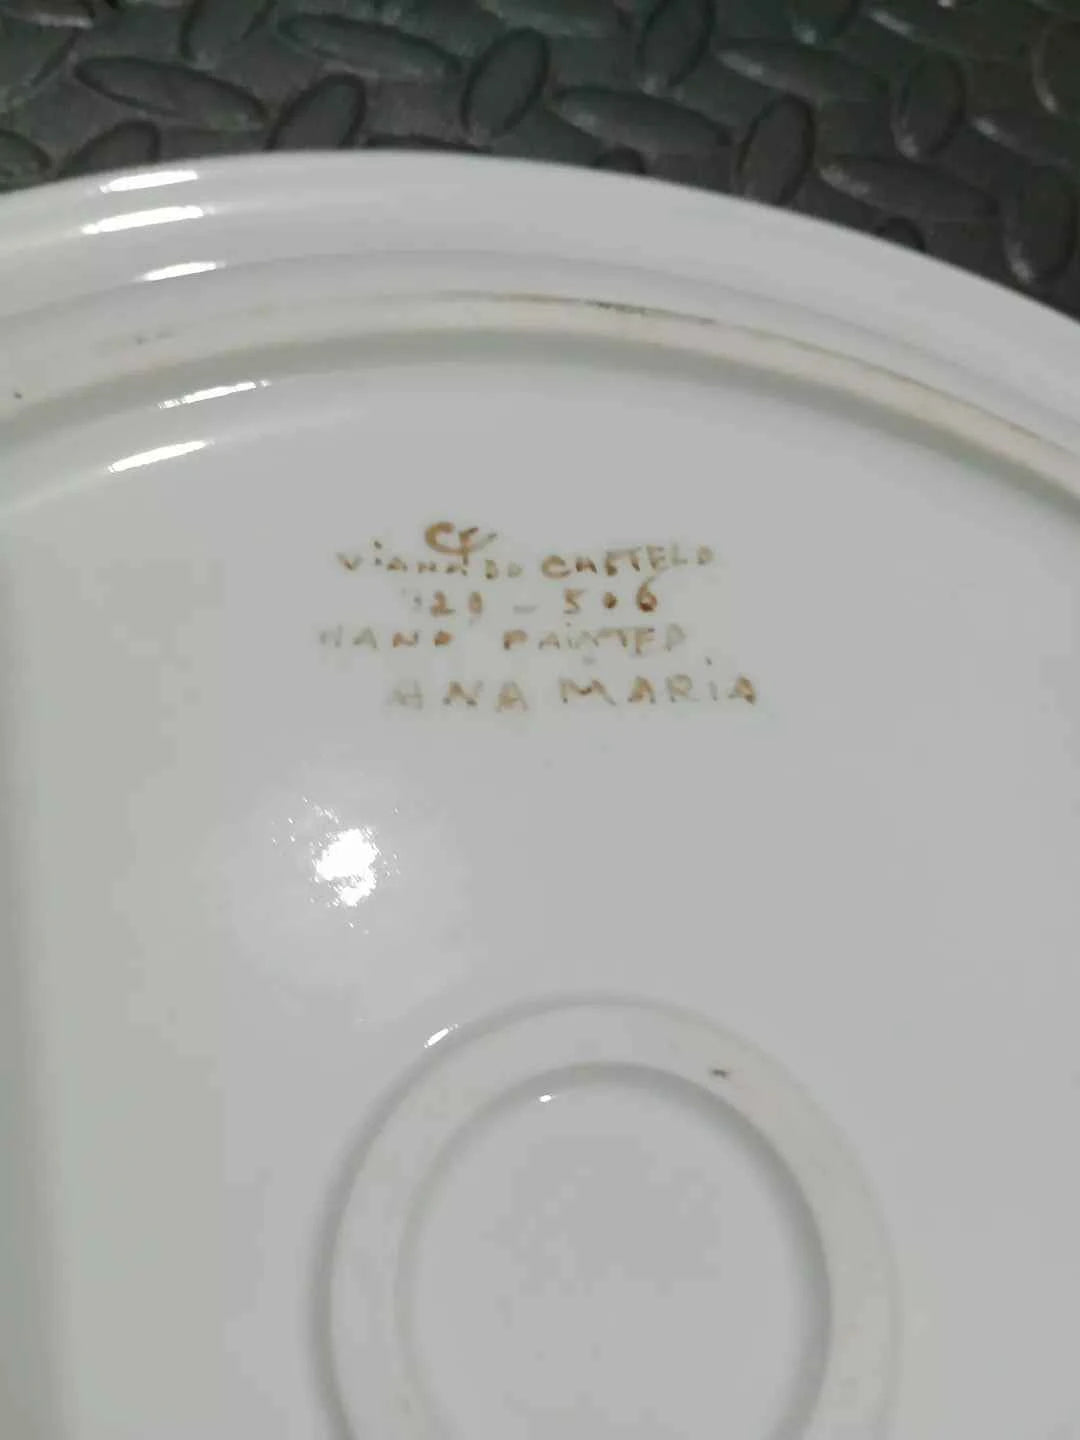 CF
ViANA DO CASTELO
120 - 506
HAND PAiNTED
ANA MARiA